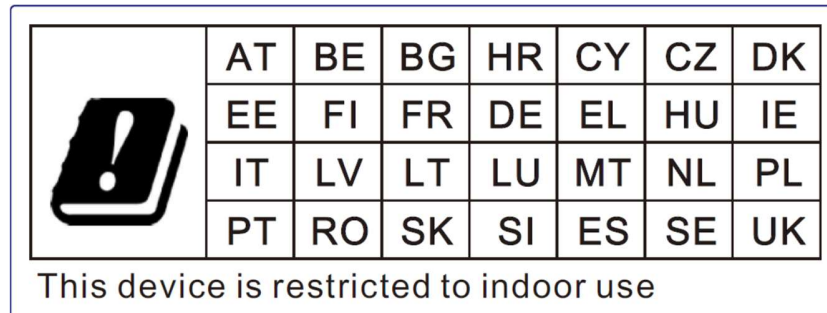 AT BE BG HR CY CZ DK
EE FI FR DE EL HU IE
IT LV LT LU MT NL PL
PT RO SK SI ES SE UK
This device is restricted to indoor use